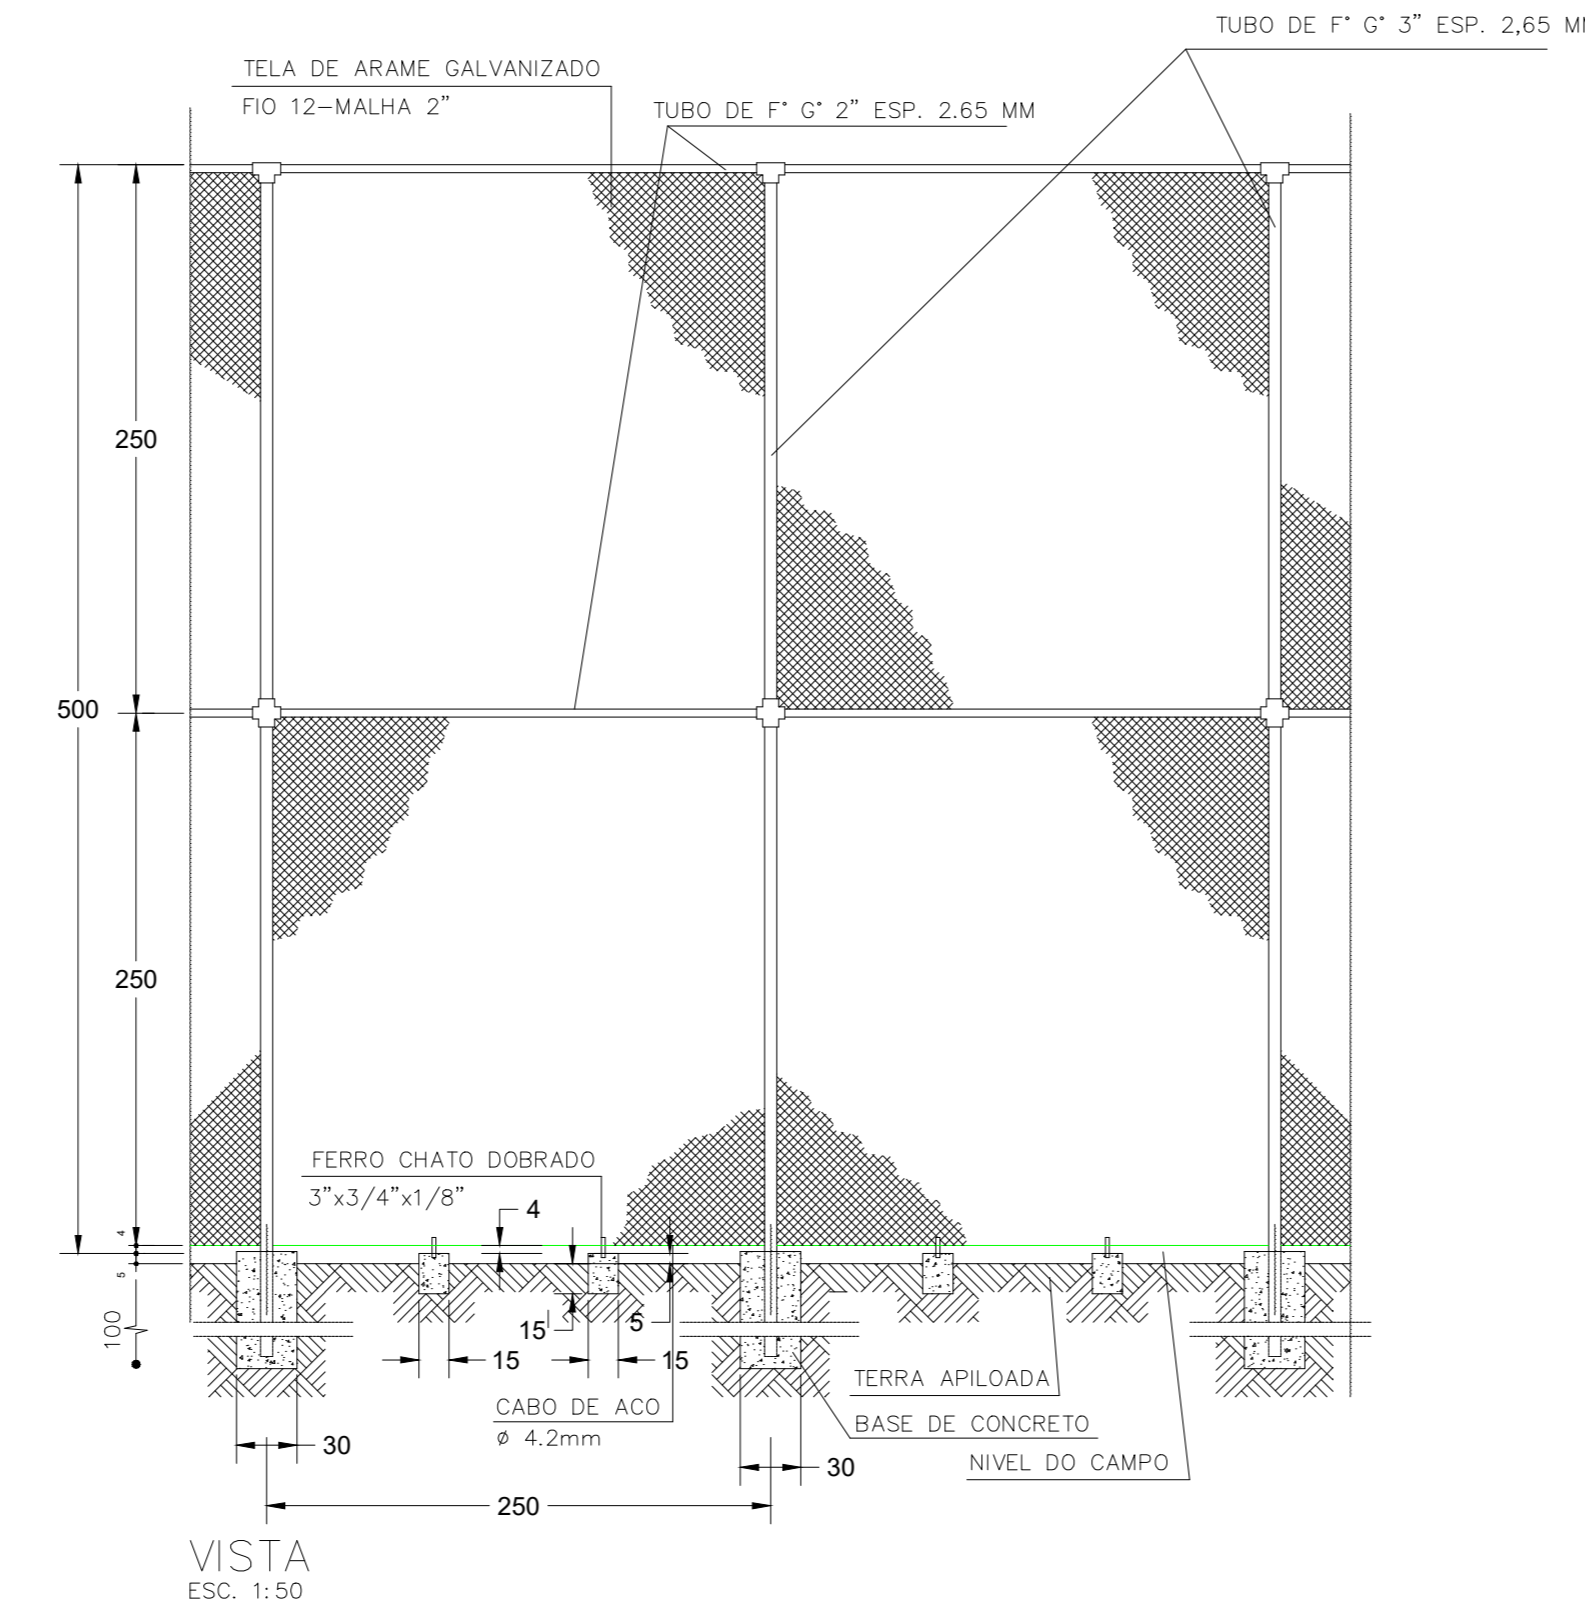 TUBO DE F° G° 3” ESP. 2,65 M
TELA DE ARAME GALVANIZADO
FIO 12–MALHA 2”
TUBO DE F° G° 2” ESP. 2.65 MM
250
500
250
FERRO CHATO DOBRADO
3”x3/4”x1/8”
4
4
5
100
15
5
15
15
TERRA APILOADA
CABO DE ACO
BASE DE CONCRETO
ø 4.2mm
30
NIVEL DO CAMPO
30
250
VISTA
ESC. 1:50